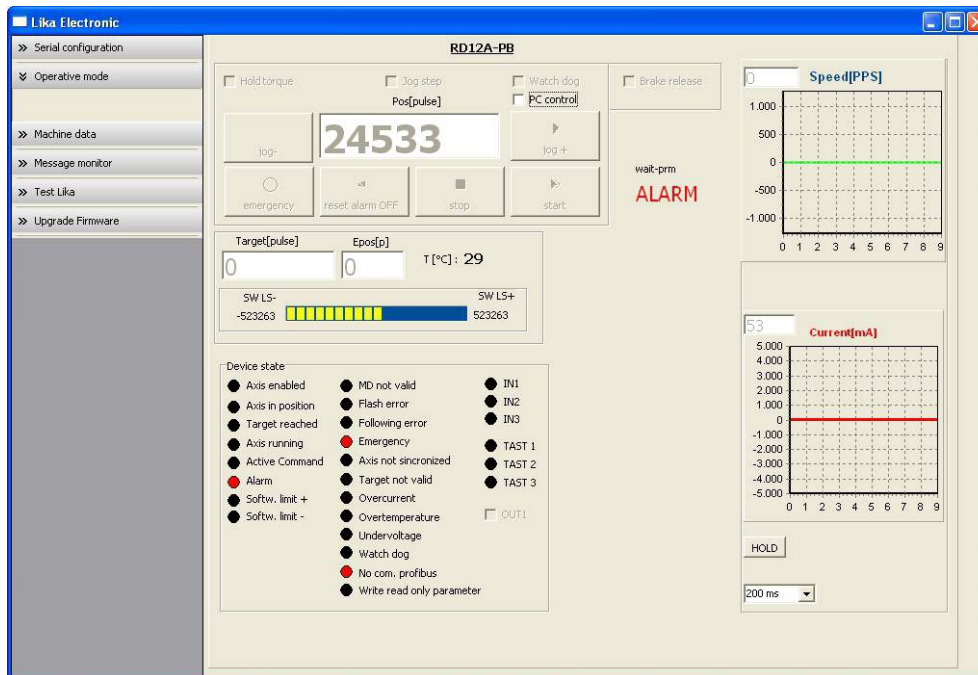 Lika Electronic
Serial configuration
Operative mode
Machine data
Message monitor
Test Lika
Upgrade Firmware
RD12A-PB
Hold torque
Jog step
Watch dog
Brake release
Pos[pulse]
PC control
jog-
24533
jog +
emergency
reset alarm OFF
stop
start
wait-prm
ALARM
Target[pulse]
Epos[p]
0
0
T [°C] : 29
SW LS-
SW LS+
-523263
523263
Device state
Axis enabled
Axis in position
Target reached
Axis running
Active Command
Alarm
Softw. limit +
Softw. limit -
MD not valid
Flash error
Following error
Emergency
Axis not sincronized
Target not valid
Overcurrent
Overtemperature
Undervoltage
Watch dog
No com. profibus
Write read only parameter
IN1
IN2
IN3
TAST 1
TAST 2
TAST 3
OUT1
0
Speed[PPS]
1.000
500
0
-500
-1.000
0 1 2 3 4 5 6 7 8 9
53
Current[mA]
5.000
4.000
3.000
2.000
1.000
0
-1.000
-2.000
-3.000
-4.000
-5.000
0 1 2 3 4 5 6 7 8 9
HOLD
200 ms